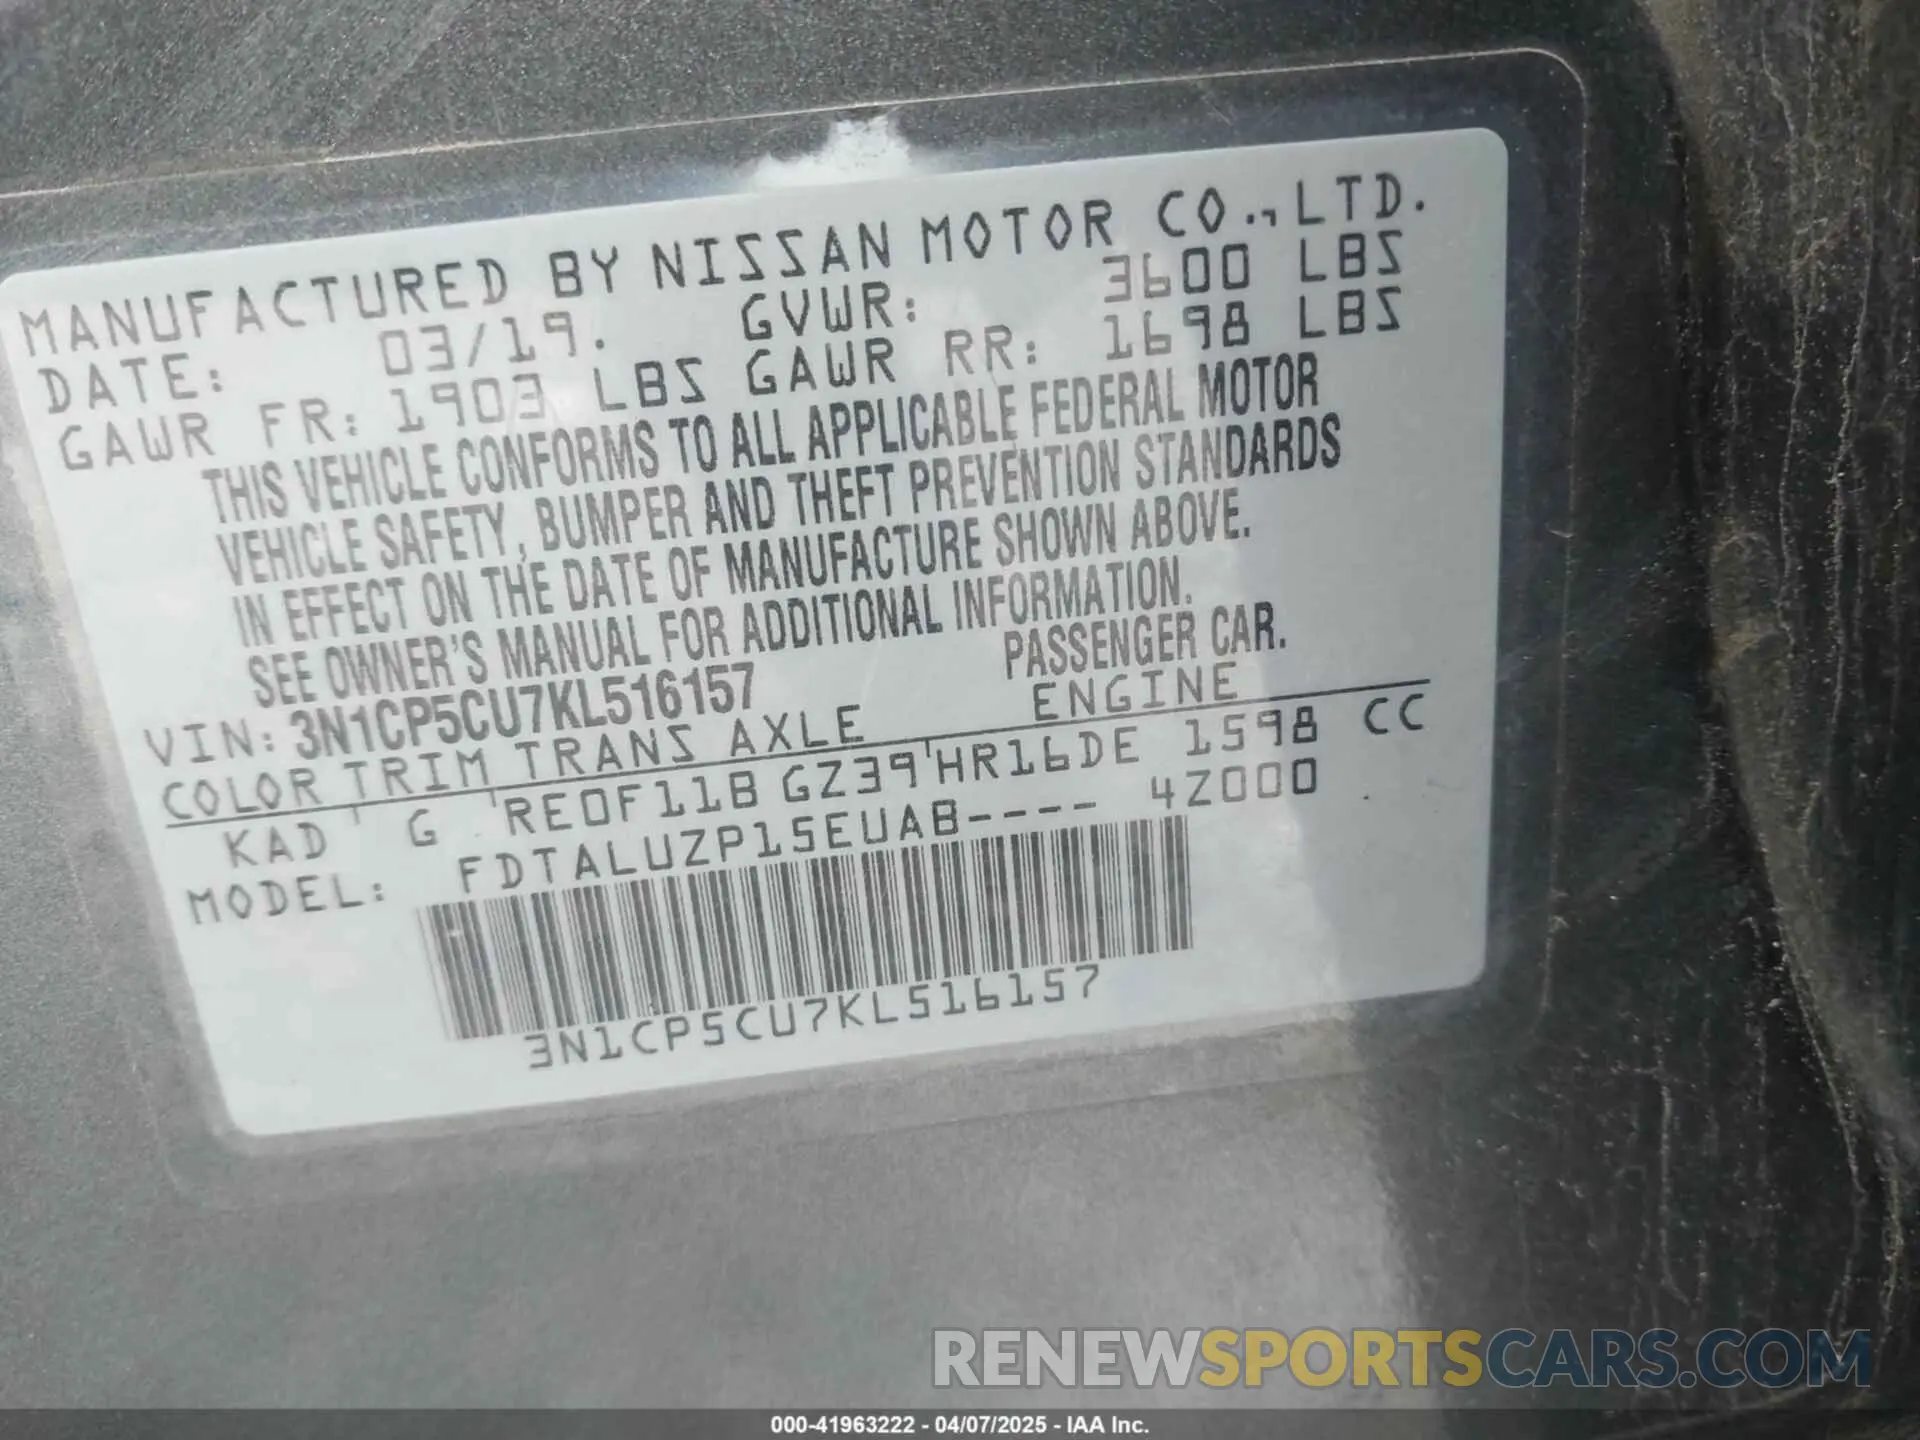 MANUFACTURED BY NISSAN MOTOR CO., LTD.
DATE: 03/19. GVWR: 3600 LBS
GAWR FR: 1903 LBS GAWR RR: 1698 LBS
THIS VEHICLE CONFORMS TO ALL APPLICABLE FEDERAL MOTOR
VEHICLE SAFETY, BUMPER AND THEFT PREVENTION STANDARDS
IN EFFECT ON THE DATE OF MANUFACTURE SHOWN ABOVE.
SEE OWNER'S MANUAL FOR ADDITIONAL INFORMATION.
VIN: 3N1CP5CU7KL516157 PASSENGER CAR.
COLOR TRIM TRANS AXLE ENGINE
KAD G RE0F11B GZ39 HR16DE 1598 CC
MODEL: FDTALUZP15EUAB---- 4Z000
3N1CP5CU7KL516157
RENEWSPORTSCARS.COM
000-41963222 - 04/07/2025 - IAA Inc.